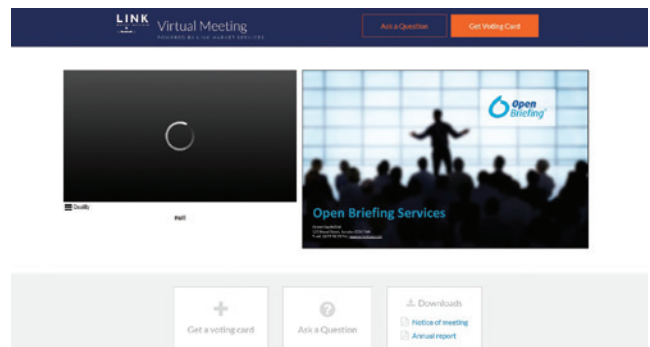 LINK
Virtual Meeting
POWERED BY LINK MARKET SERVICES
Ask a Question
Get Voting Card
Open
Briefing
Quality
null
Open Briefing Services
Get a voting card
Ask a Question
Downloads
Notice of meeting
Annual report